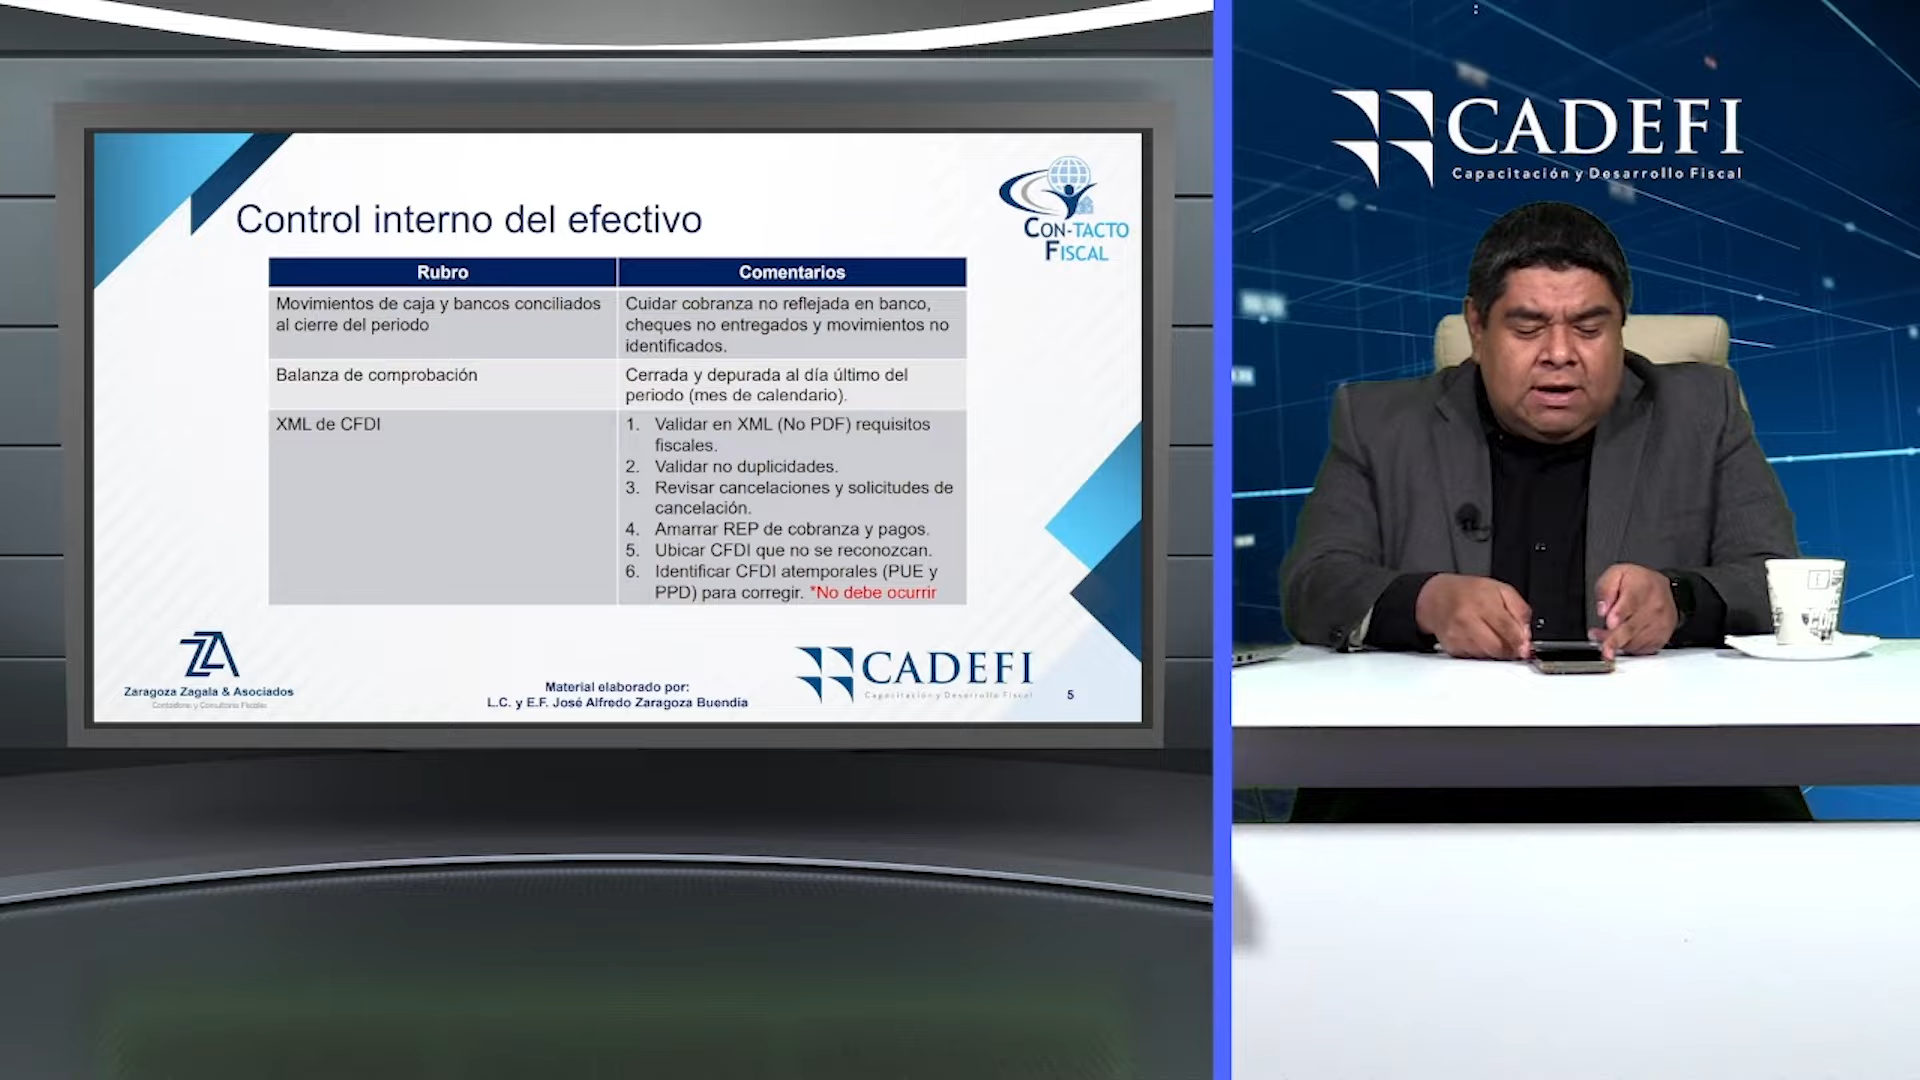 Control interno del efectivo
CON-TACTO
FISCAL
Rubro
Comentarios
Movimientos de caja y bancos conciliados
al cierre del periodo
Cuidar cobranza no reflejada en banco,
cheques no entregados y movimientos no
identificados.
Balanza de comprobación
Cerrada y depurada al día último del
periodo (mes de calendario).
XML de CFDI
1. Validar en XML (No PDF) requisitos
fiscales.
2. Validar no duplicidades.
3. Revisar cancelaciones y solicitudes de
cancelación.
4. Amarrar REP de cobranza y pagos.
5. Ubicar CFDI que no se reconozcan.
6. Identificar CFDI atemporales (PUE y
PPD) para corregir. *No debe ocurrir
ZZA
Zaragoza Zagala & Asociados
Material elaborado por:
L.C. y E.F. José Alfredo Zaragoza Buendía
CADEFI
Capacitación y Desarrollo Fiscal
5
CADEFI
Capacitación y Desarrollo Fiscal